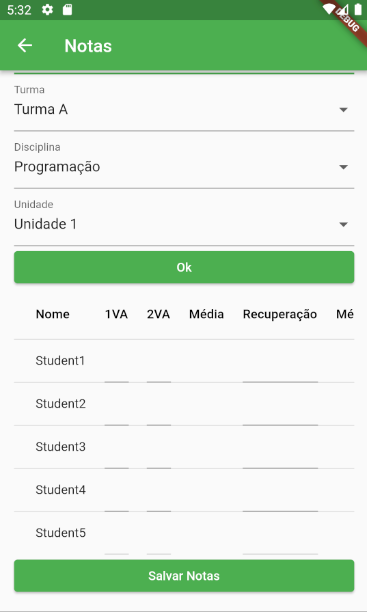 5:32
DEBUG
Notas
Turma
Turma A
Disciplina
Programação
Unidade
Unidade 1
Ok
Nome 1VA 2VA Média Recuperação Mé
Student1
Student2
Student3
Student4
Student5
Salvar Notas